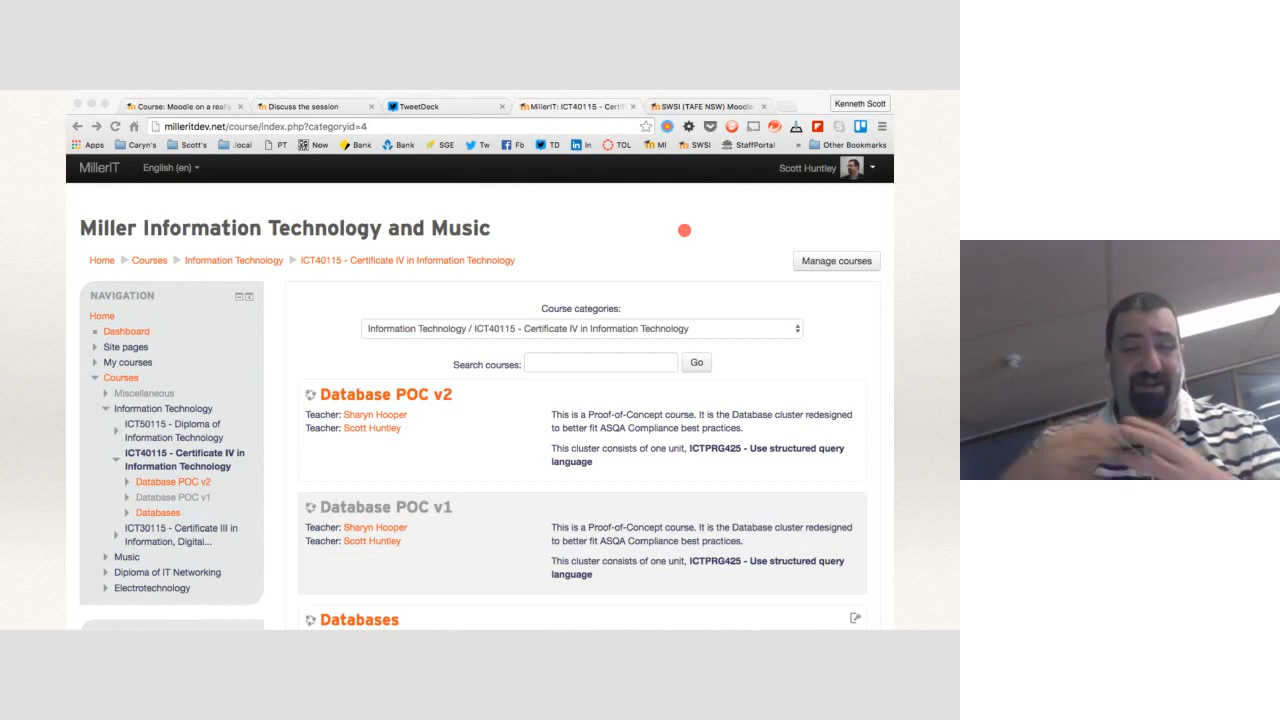 Course: Moodle on a really
Discuss the session
TweetDeck
MillerIT: ICT40115 - Certif
SWSI (TAFE NSW) Moodle
Kenneth Scott
milleritdev.net/course/index.php?categoryid=4
Apps Caryn's Scott's .local PT Now Bank Bank SGE Tw Fb TD In TOL MI SWSI StaffPortal » Other Bookmarks
MillerIT English (en) Scott Huntley
Miller Information Technology and Music
Home Courses Information Technology ICT40115 - Certificate IV in Information Technology Manage courses
NAVIGATION
Home
Dashboard
Site pages
My courses
Courses
Miscellaneous
Information Technology
ICT50115 - Diploma of
Information Technology
ICT40115 - Certificate IV in
Information Technology
Database POC v2
Database POC v1
Databases
ICT30115 - Certificate III in
Information, Digital...
Music
Diploma of IT Networking
Electrotechnology
Course categories:
Information Technology / ICT40115 - Certificate IV in Information Technology
Search courses: Go
Database POC v2
Teacher: Sharyn Hooper
Teacher: Scott Huntley
This is a Proof-of-Concept course. It is the Database cluster redesigned
to better fit ASQA Compliance best practices.
This cluster consists of one unit, ICTPRG425 - Use structured query
language
Database POC v1
Teacher: Sharyn Hooper
Teacher: Scott Huntley
This is a Proof-of-Concept course. It is the Database cluster redesigned
to better fit ASQA Compliance best practices.
This cluster consists of one unit, ICTPRG425 - Use structured query
language
Databases